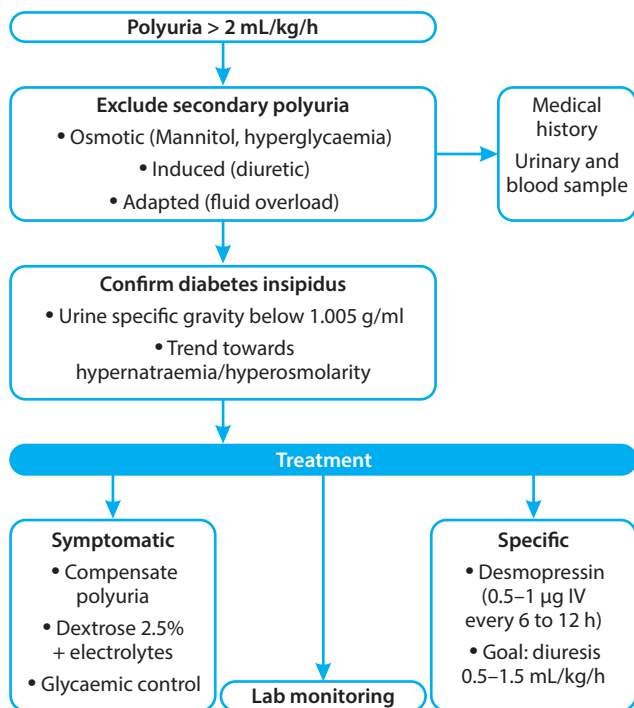 Polyuria > 2 mL/kg/h
Exclude secondary polyuria
• Osmotic (Mannitol, hyperglycaemia)
• Induced (diuretic)
• Adapted (fluid overload)
Medical
history
Urinary and
blood sample
Confirm diabetes insipidus
• Urine specific gravity below 1.005 g/ml
• Trend towards
hypernatraemia/hyperosmolarity
Treatment
Symptomatic
• Compensate
polyuria
• Dextrose 2.5%
+ electrolytes
• Glycaemic control
Lab monitoring
Specific
• Desmopressin
(0.5–1 µg IV
every 6 to 12 h)
• Goal: diuresis
0.5–1.5 mL/kg/h